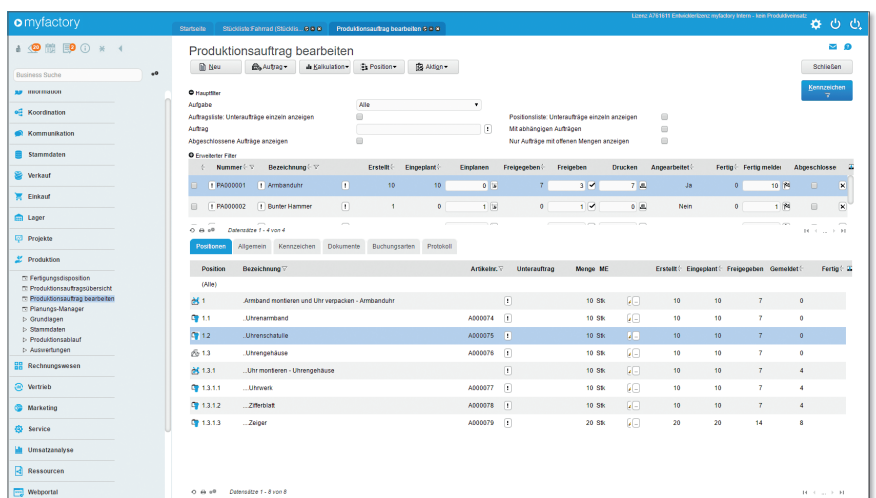 myfactory
Lizenz A761611 Entwicklerlizenz myfactory Intern - kein Produktiveinsatz
Startseite
Stückliste:Fahrrad (Stücklis...
Produktionsauftrag bearbeiten
Produktionsauftrag bearbeiten
Neu
Auftrag
Kalkulation
Position
Aktion
Schließen
Business Suche
Kennzeichen
Information
Koordination
Kommunikation
Stammdaten
Verkauf
Einkauf
Lager
Projekte
Produktion
Fertigungsdisposition
Produktionsauftragsübersicht
Produktionsauftrag bearbeiten
Planungs-Manager
Grundlagen
Stammdaten
Produktionsablauf
Auswertungen
Rechnungswesen
Vertrieb
Marketing
Service
Umsatzanalyse
Ressourcen
Webportal
Hauptfilter
Aufgabe Alle
Auftragsliste: Unteraufträge einzeln anzeigen Positionsliste: Unteraufträge einzeln anzeigen
Auftrag Mit abhängigen Aufträgen
Abgeschlossene Aufträge anzeigen Nur Aufträge mit offenen Mengen anzeigen
Erweiterter Filter
Nummer Bezeichnung Erstellt Eingeplant Einplanen Freigegeben Freigeben Drucken Angearbeitet Fertig Fertig melden Abgeschlosse
PA000001 Armbanduhr 10 10 0 7 3 7 Ja 0 10
PA000002 Bunter Hammer 1 0 1 0 1 0 Nein 0 1
Datensätze 1 - 4 von 4
Positionen Allgemein Kennzeichen Dokumente Buchungsarten Protokoll
Position Bezeichnung Artikelnr. Unterauftrag Menge ME Erstellt Eingeplant Freigegeben Gemeldet Fertig
(Alle)
1 .Armband montieren und Uhr verpacken - Armbanduhr 10 Stk 10 10 7 0
1.1 ..Uhrenarmband A000074 10 Stk 10 10 7 0
1.2 ..Uhrenschatulle A000075 10 Stk 10 10 7 0
1.3 ..Uhrengehäuse A000076 10 Stk 10 10 7 0
1.3.1 ...Uhr montieren - Uhrengehäuse 10 Stk 10 10 7 4
1.3.1.1 ....Uhrwerk A000077 10 Stk 10 10 7 4
1.3.1.2 ....Zifferblatt A000078 10 Stk 10 10 7 4
1.3.1.3 ....Zeiger A000079 20 Stk 20 20 14 8
Datensätze 1 - 8 von 8